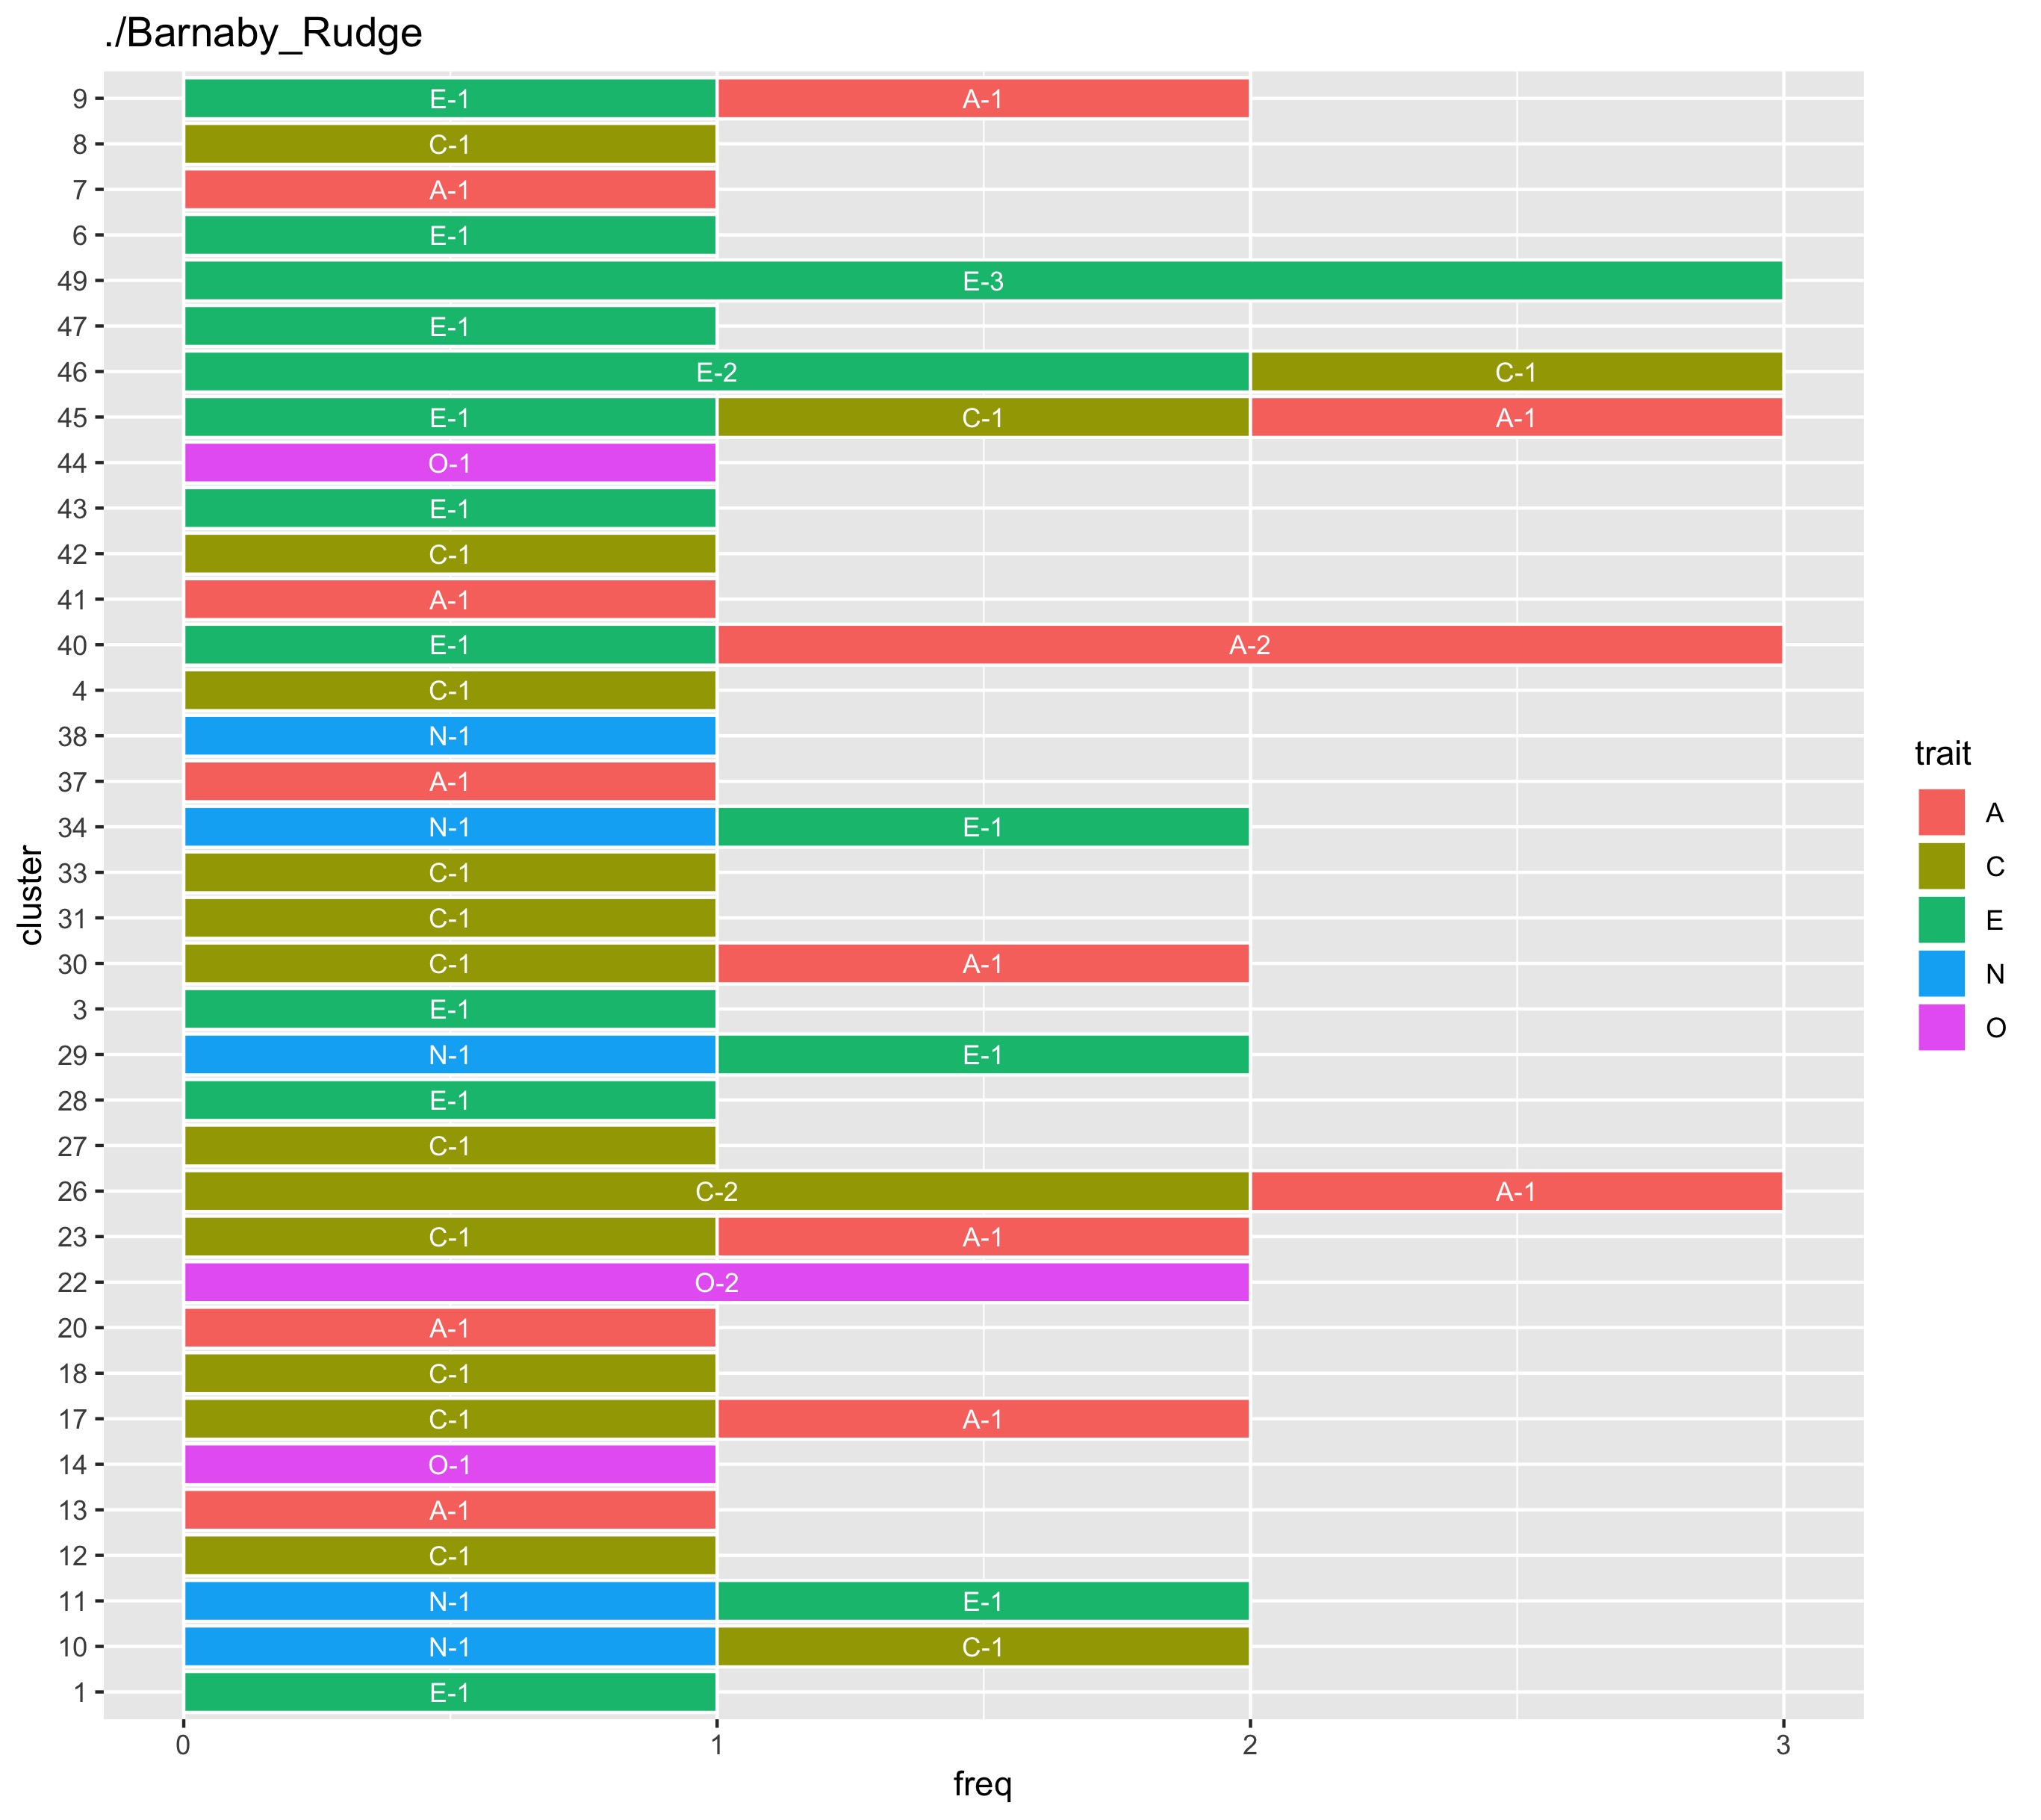 ./Barnaby_Rudge
9 E-1 A-1
8 C-1
7 A-1
6 E-1
49 E-3
47 E-1
46 E-2 C-1
45 E-1 C-1 A-1
44 O-1
43 E-1
42 C-1
41 A-1
40 E-1 A-2
4 C-1
38 N-1
37 A-1
34 N-1 E-1
33 C-1
31 C-1
30 C-1 A-1
3 E-1
29 N-1 E-1
28 E-1
27 C-1
26 C-2 A-1
23 C-1 A-1
22 O-2
20 A-1
18 C-1
17 C-1 A-1
14 O-1
13 A-1
12 C-1
11 N-1 E-1
10 N-1 C-1
1 E-1
0 1 2 3
freq
cluster
trait
A
C
E
N
O